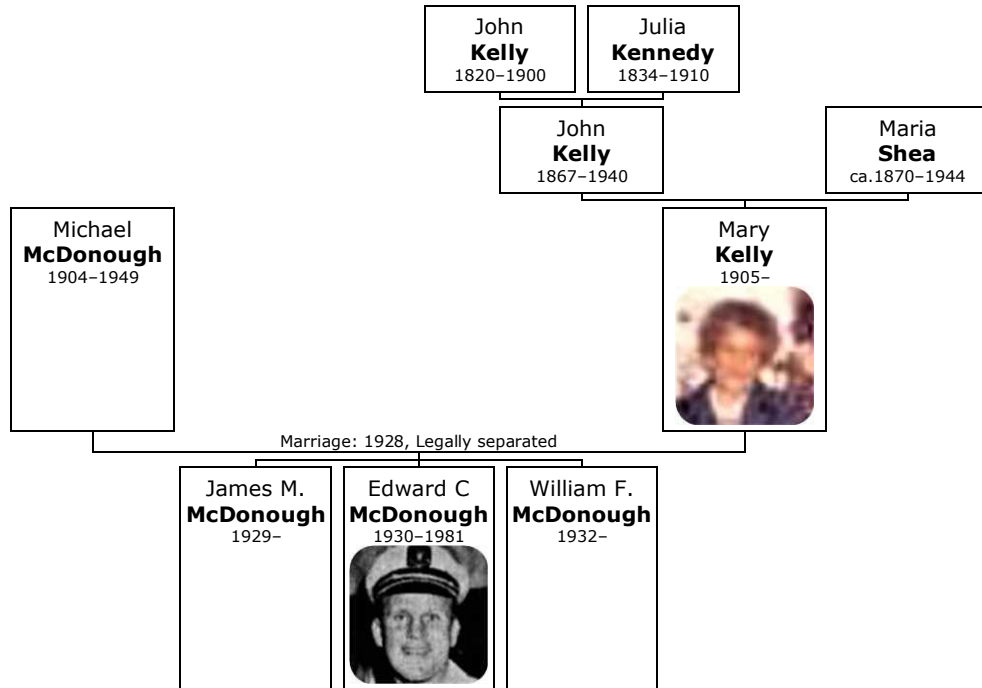 John
Kelly
1820–1900
Julia
Kennedy
1834–1910
John
Kelly
1867–1940
Maria
Shea
ca.1870–1944
Michael
McDonough
1904–1949
Mary
Kelly
1905–
Marriage: 1928, Legally separated
James M.
McDonough
1929–
Edward C
McDonough
1930–1981
William F.
McDonough
1932–